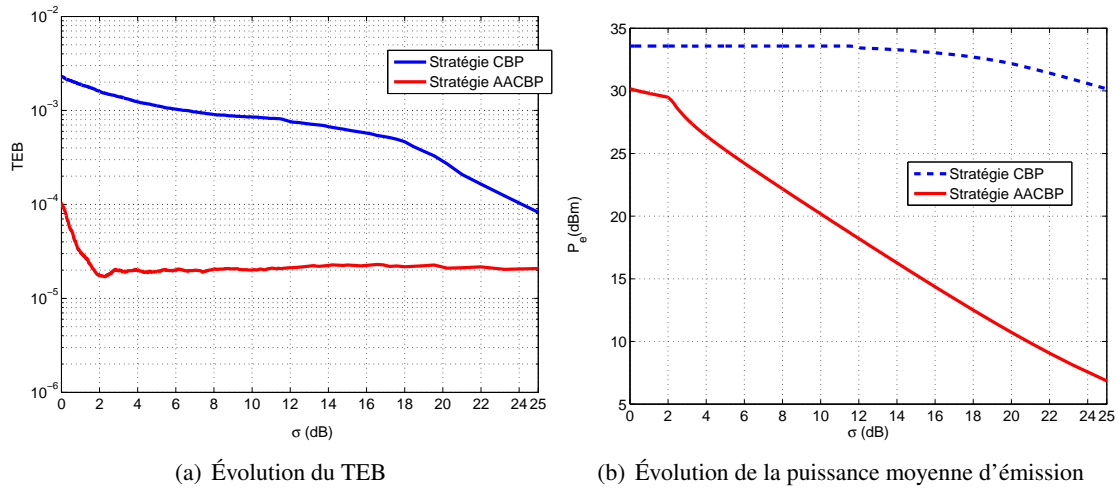 10^-2
10^-3
10^-4
10^-5
10^-6
TEB
Stratégie CBP
Stratégie AACBP
0 2 4 6 8 10 12 14 16 18 20 22 24 25
σ (dB)
(a) Évolution du TEB
35
30
25
20
15
10
5
P_e(dBm)
Stratégie CBP
Stratégie AACBP
0 2 4 6 8 10 12 14 16 18 20 22 24 25
σ (dB)
(b) Évolution de la puissance moyenne d'émission